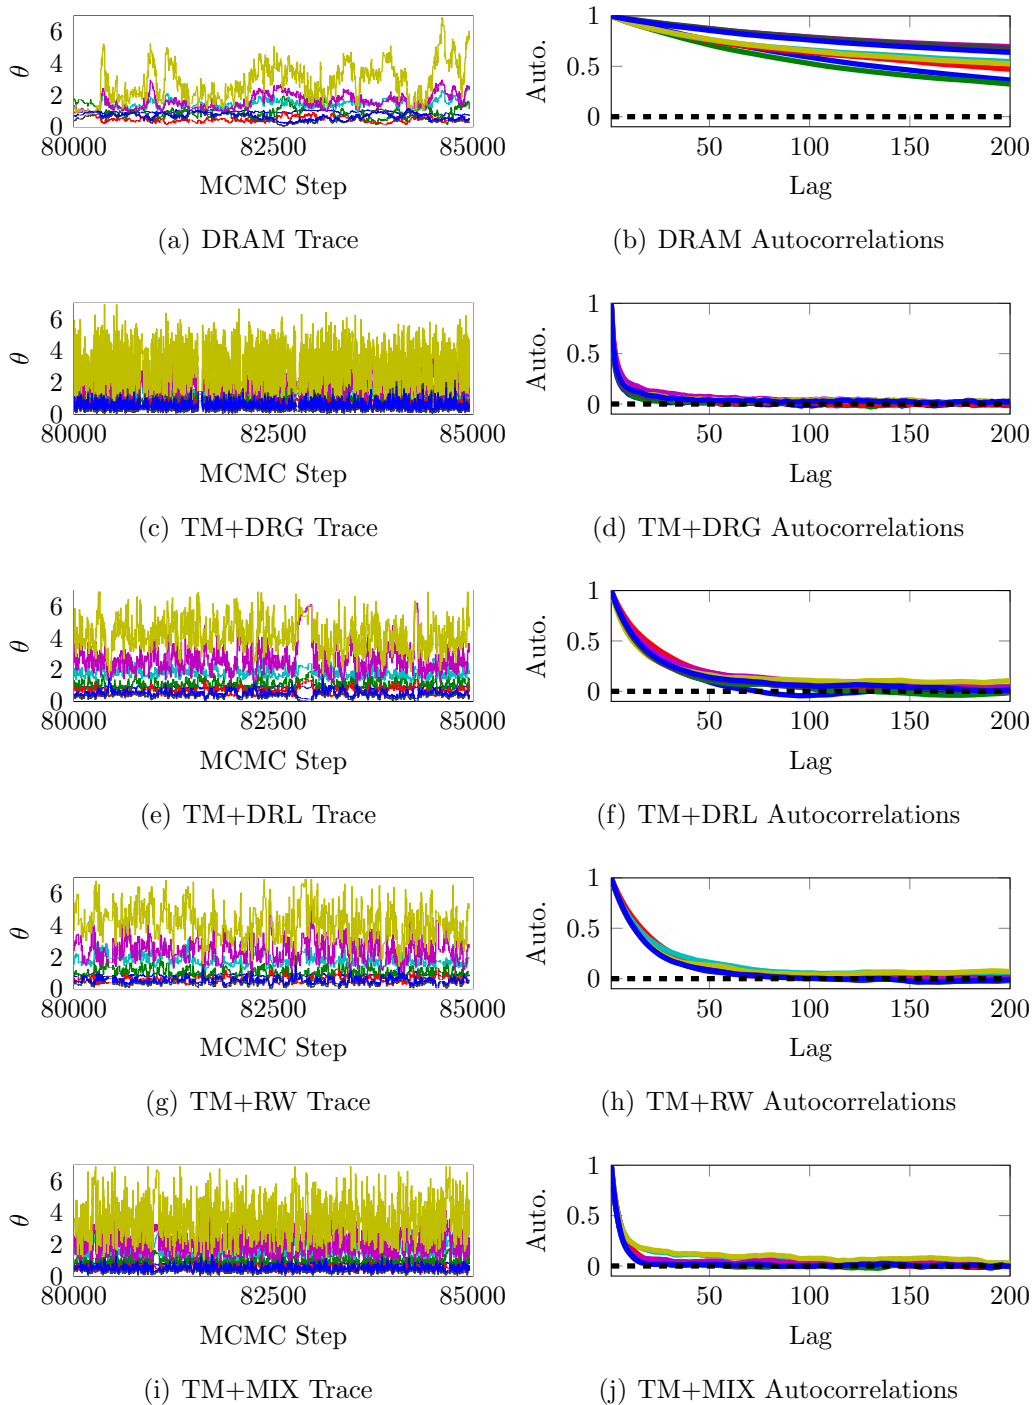 6
4
2
0
θ
80000 82500 85000
MCMC Step
(a) DRAM Trace
1
0.5
0
Auto.
50 100 150 200
Lag
(b) DRAM Autocorrelations
6
4
2
0
θ
80000 82500 85000
MCMC Step
(c) TM+DRG Trace
1
0.5
0
Auto.
50 100 150 200
Lag
(d) TM+DRG Autocorrelations
6
4
2
0
θ
80000 82500 85000
MCMC Step
(e) TM+DRL Trace
1
0.5
0
Auto.
50 100 150 200
Lag
(f) TM+DRL Autocorrelations
6
4
2
0
θ
80000 82500 85000
MCMC Step
(g) TM+RW Trace
1
0.5
0
Auto.
50 100 150 200
Lag
(h) TM+RW Autocorrelations
6
4
2
0
θ
80000 82500 85000
MCMC Step
(i) TM+MIX Trace
1
0.5
0
Auto.
50 100 150 200
Lag
(j) TM+MIX Autocorrelations